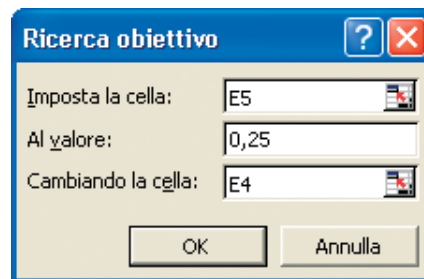 Ricerca obiettivo
Imposta la cella: E5
Al valore: 0,25
Cambiando la cella: E4
OK Annulla